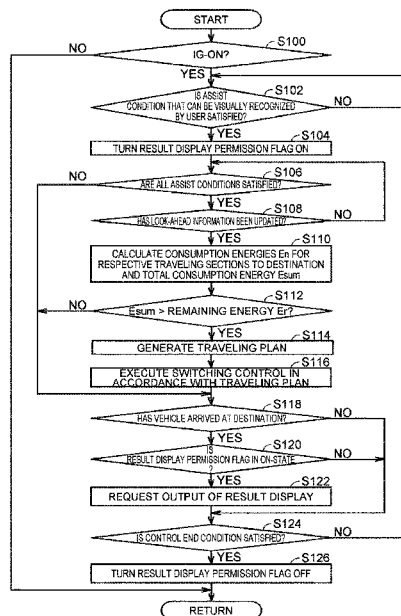 START
S100
NO
IG-ON?
YES
S102
IS ASSIST
CONDITION THAT CAN BE VISUALLY RECOGNIZED
BY USER SATISFIED?
NO
YES
S104
TURN RESULT DISPLAY PERMISSION FLAG ON
S106
NO
ARE ALL ASSIST CONDITIONS SATISFIED?
YES
S108
HAS LOOK-AHEAD INFORMATION BEEN UPDATED?
NO
YES
S110
CALCULATE CONSUMPTION ENERGIES En FOR
RESPECTIVE TRAVELING SECTIONS TO DESTINATION
AND TOTAL CONSUMPTION ENERGY Esum
S112
NO
Esum > REMAINING ENERGY Er?
YES
S114
GENERATE TRAVELING PLAN
S116
EXECUTE SWITCHING CONTROL IN
ACCORDANCE WITH TRAVELING PLAN
S118
HAS VEHICLE ARRIVED AT DESTINATION?
NO
YES
S120
IS
RESULT DISPLAY PERMISSION FLAG IN ON-STATE
?
NO
YES
S122
REQUEST OUTPUT OF RESULT DISPLAY
S124
IS CONTROL END CONDITION SATISFIED?
NO
YES
S126
TURN RESULT DISPLAY PERMISSION FLAG OFF
RETURN